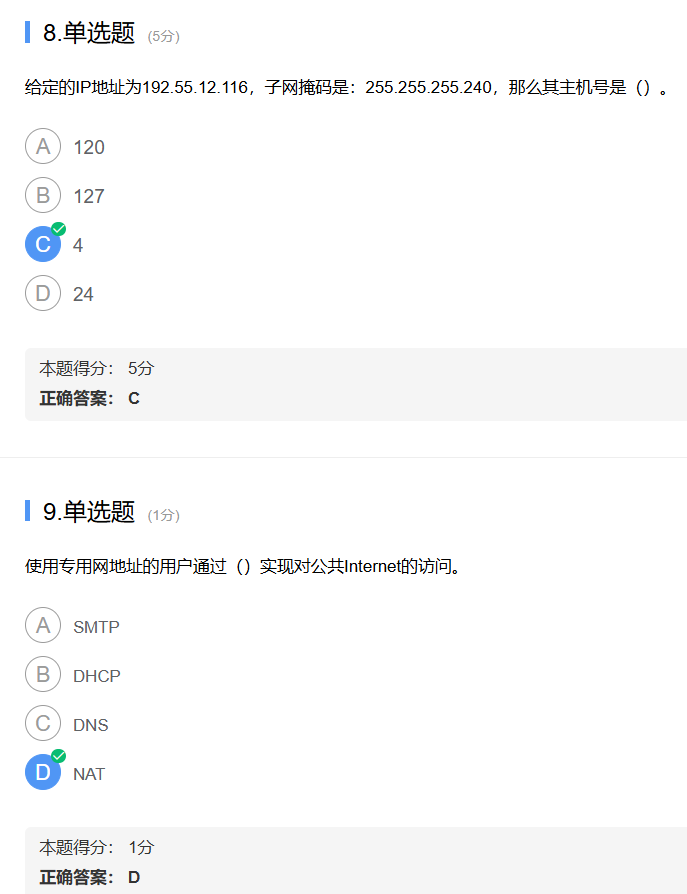 8.单选题 (5分)
给定的IP地址为192.55.12.116，子网掩码是：255.255.255.240，那么其主机号是（）。
A 120
B 127
C 4
D 24
本题得分： 5分
正确答案： C
9.单选题 (1分)
使用专用网地址的用户通过（）实现对公共Internet的访问。
A SMTP
B DHCP
C DNS
D NAT
本题得分： 1分
正确答案： D